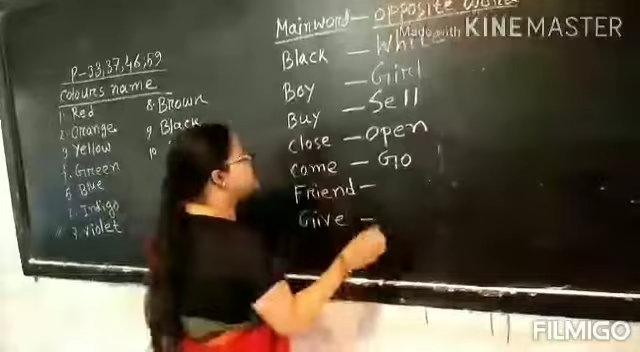 P-33,37,46,59
Colours name
1. Red
2. Orange
3. Yellow
4. Green
5. Blue
Indigo
7. Violet
8. Brown
9. Black
10
Mainword - Opposite word
Black - White
Boy - Girl
Buy - Sell
Close - Open
Come - Go
Friend -
Give -
Made with KINEMASTER
FILMIGO